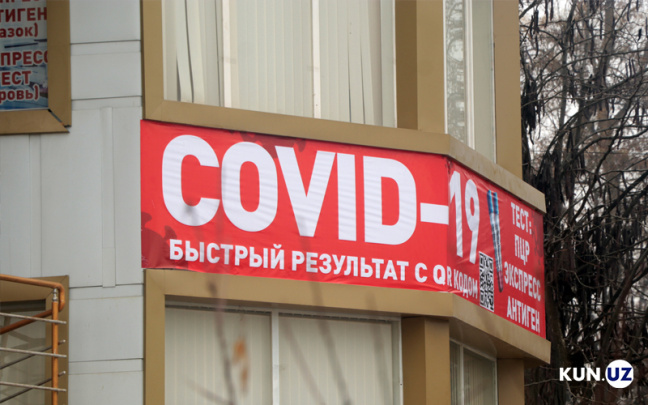 COVID-19
БЫСТРЫЙ РЕЗУЛЬТАТ С QR КОДОМ
ТЕСТ:
ПЦР
ЭКСПРЕСС
АНТИГЕН
KUN.UZ